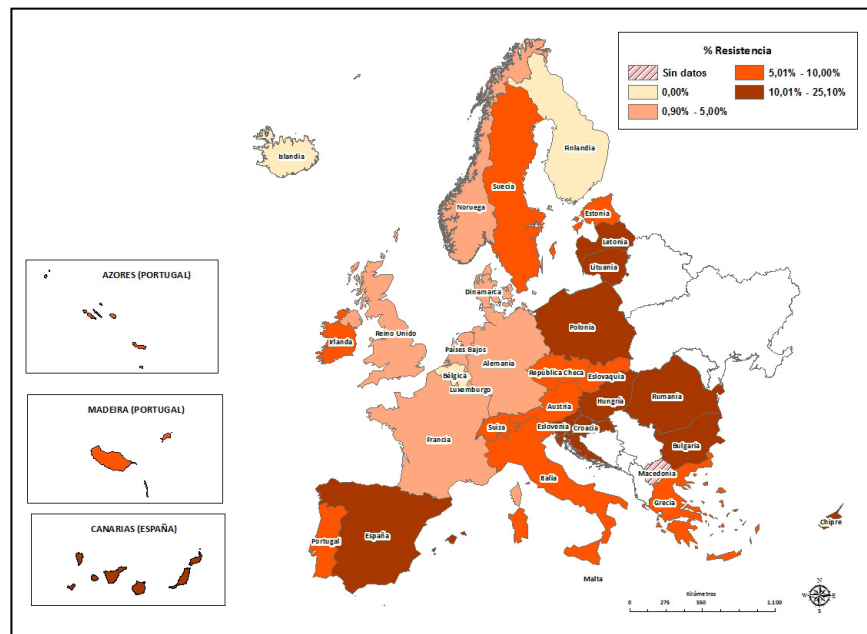 % Resistencia
Sin datos
0,00%
0,90% - 5,00%
5,01% - 10,00%
10,01% - 25,10%
Islandia
Finlandia
Suecia
Noruega
Estonia
Letonia
Lituania
Dinamarca
AZORES (PORTUGAL)
Irlanda
Reino Unido
Países Bajos
Polonia
Alemania
Bélgica
Luxemburgo
República Checa
Eslovaquia
MADEIRA (PORTUGAL)
Austria
Hungría
Rumanía
Suiza
Eslovenia
Croacia
Francia
Bulgaria
Macedonia
Italia
Grecia
CANARIAS (ESPAÑA)
Portugal
España
Chipre
Malta
Kilómetros
0 275 550 1.100
N
W E
S